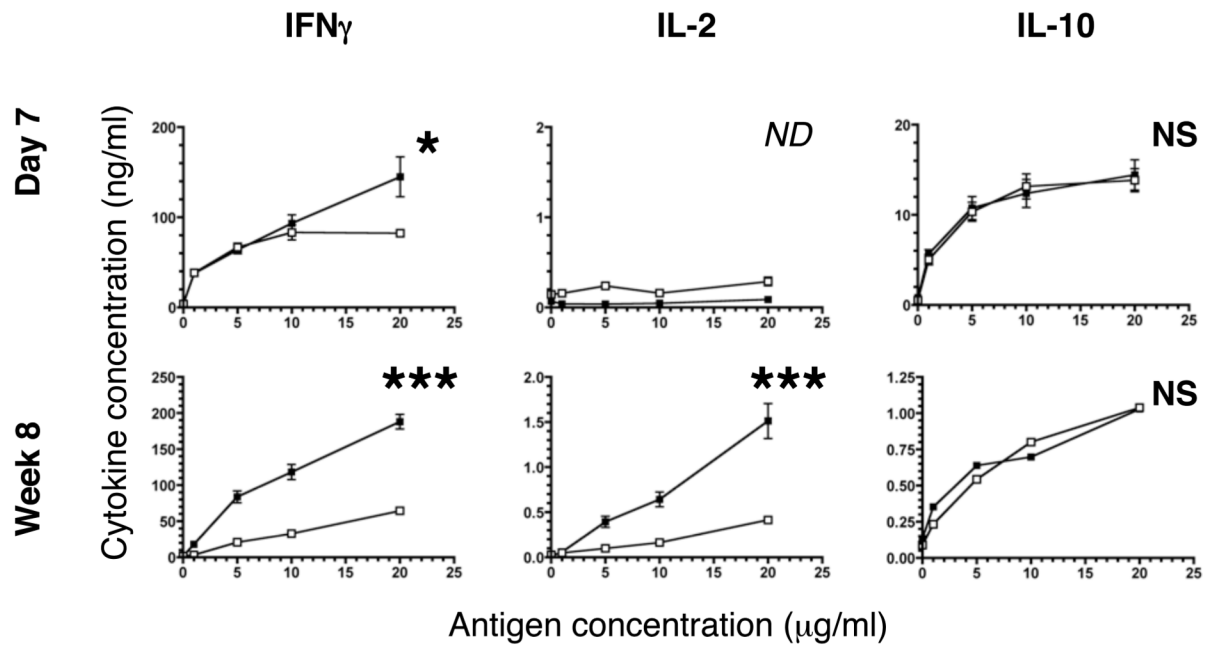 IFNγ IL-2 IL-10
Day 7
Cytokine concentration (ng/ml)
200
100
0
0 5 10 15 20 25
*
2
1
0
0 5 10 15 20 25
ND
20
10
0
0 5 10 15 20 25
NS
Week 8
250
200
150
100
50
0
0 5 10 15 20 25
***
2.0
1.5
1.0
0.5
0.0
0 5 10 15 20 25
***
1.25
1.00
0.75
0.50
0.25
0.00
0 5 10 15 20 25
NS
Antigen concentration (μg/ml)